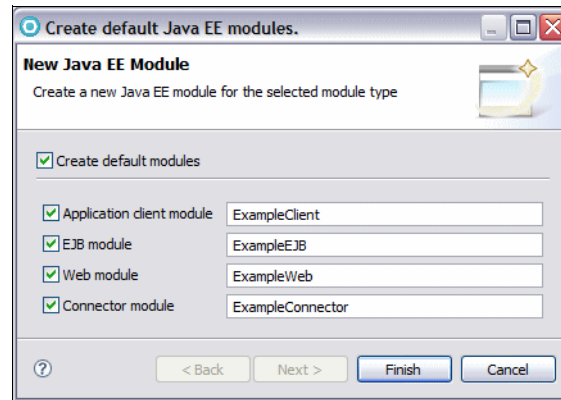 Create default Java EE modules.
New Java EE Module
Create a new Java EE module for the selected module type
Create default modules
Application client module ExampleClient
EJB module ExampleEJB
Web module ExampleWeb
Connector module ExampleConnector
? < Back Next > Finish Cancel